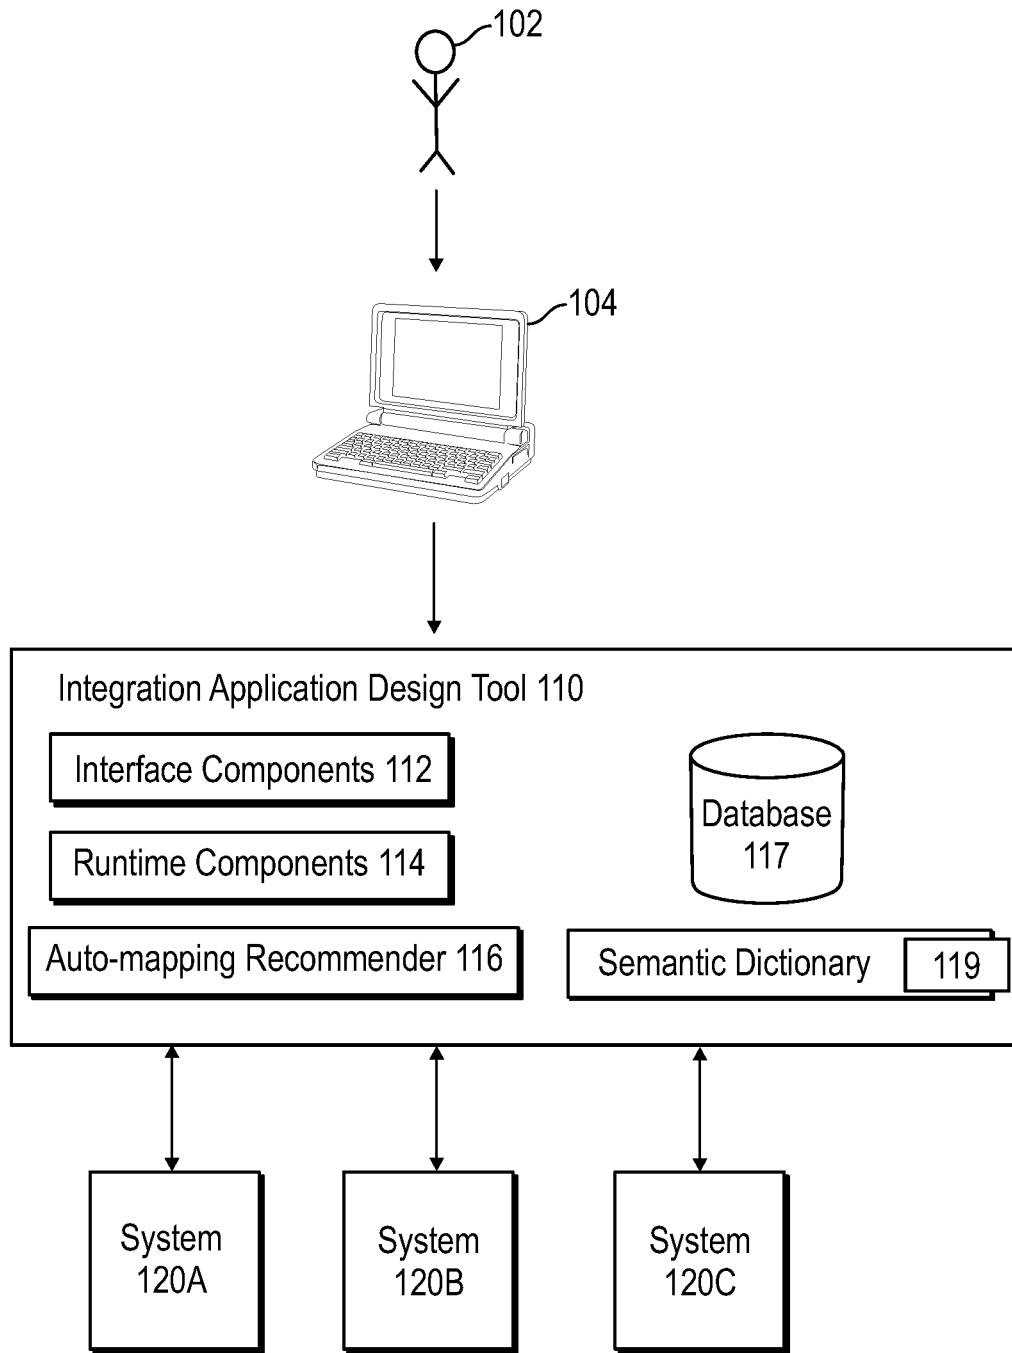 102
104
Integration Application Design Tool 110
Interface Components 112
Runtime Components 114
Auto-mapping Recommender 116
Database
117
Semantic Dictionary 119
System
120A
System
120B
System
120C